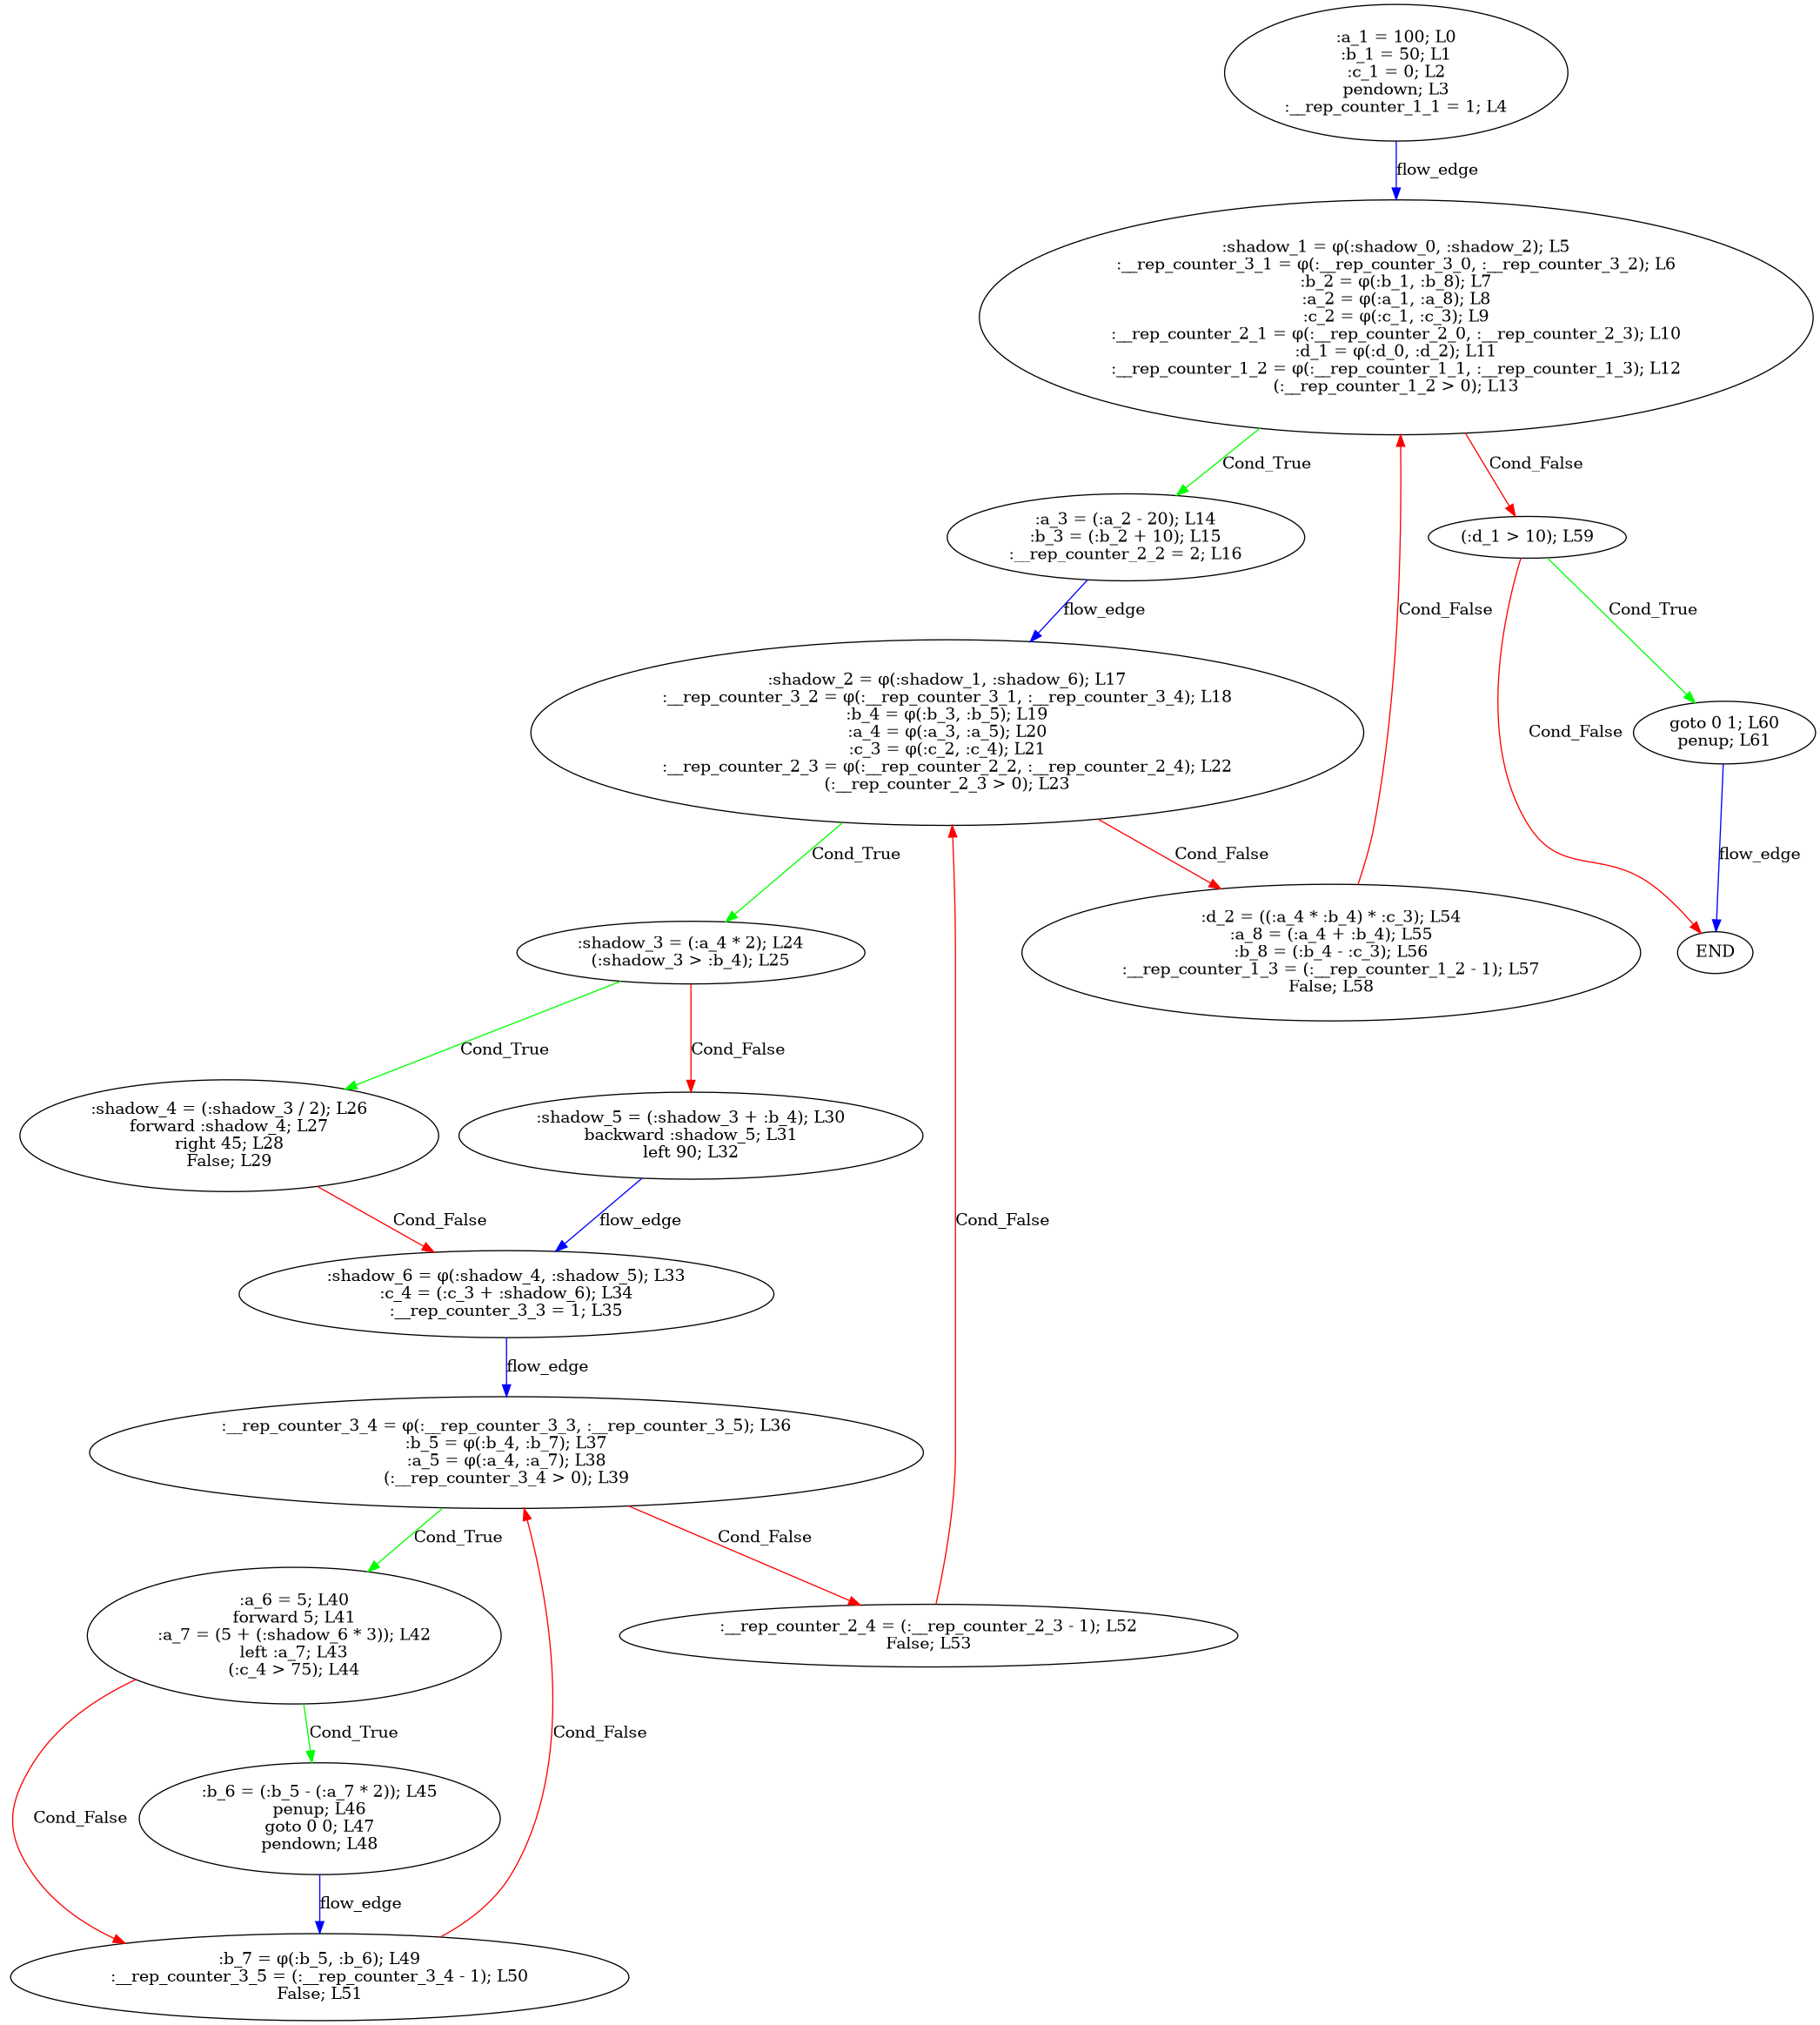 :a_1 = 100; L0
:b_1 = 50; L1
:c_1 = 0; L2
pendown; L3
:__rep_counter_1_1 = 1; L4
flow_edge
:shadow_1 = φ(:shadow_0, :shadow_2); L5
:__rep_counter_3_1 = φ(:__rep_counter_3_0, :__rep_counter_3_2); L6
:b_2 = φ(:b_1, :b_8); L7
:a_2 = φ(:a_1, :a_8); L8
:c_2 = φ(:c_1, :c_3); L9
:__rep_counter_2_1 = φ(:__rep_counter_2_0, :__rep_counter_2_3); L10
:d_1 = φ(:d_0, :d_2); L11
:__rep_counter_1_2 = φ(:__rep_counter_1_1, :__rep_counter_1_3); L12
(:__rep_counter_1_2 > 0); L13
Cond_True
Cond_False
:a_3 = (:a_2 - 20); L14
:b_3 = (:b_2 + 10); L15
:__rep_counter_2_2 = 2; L16
(:d_1 > 10); L59
flow_edge
Cond_False
Cond_True
:shadow_2 = φ(:shadow_1, :shadow_6); L17
:__rep_counter_3_2 = φ(:__rep_counter_3_1, :__rep_counter_3_4); L18
:b_4 = φ(:b_3, :b_5); L19
:a_4 = φ(:a_3, :a_5); L20
:c_3 = φ(:c_2, :c_4); L21
:__rep_counter_2_3 = φ(:__rep_counter_2_2, :__rep_counter_2_4); L22
(:__rep_counter_2_3 > 0); L23
Cond_False
goto 0 1; L60
penup; L61
Cond_True
Cond_False
flow_edge
:shadow_3 = (:a_4 * 2); L24
(:shadow_3 > :b_4); L25
:d_2 = ((:a_4 * :b_4) * :c_3); L54
:a_8 = (:a_4 + :b_4); L55
:b_8 = (:b_4 - :c_3); L56
:__rep_counter_1_3 = (:__rep_counter_1_2 - 1); L57
False; L58
END
Cond_True
Cond_False
:shadow_4 = (:shadow_3 / 2); L26
forward :shadow_4; L27
right 45; L28
False; L29
:shadow_5 = (:shadow_3 + :b_4); L30
backward :shadow_5; L31
left 90; L32
Cond_False
flow_edge
Cond_False
:shadow_6 = φ(:shadow_4, :shadow_5); L33
:c_4 = (:c_3 + :shadow_6); L34
:__rep_counter_3_3 = 1; L35
flow_edge
:__rep_counter_3_4 = φ(:__rep_counter_3_3, :__rep_counter_3_5); L36
:b_5 = φ(:b_4, :b_7); L37
:a_5 = φ(:a_4, :a_7); L38
(:__rep_counter_3_4 > 0); L39
Cond_True
Cond_False
:a_6 = 5; L40
forward 5; L41
:a_7 = (5 + (:shadow_6 * 3)); L42
left :a_7; L43
(:c_4 > 75); L44
:__rep_counter_2_4 = (:__rep_counter_2_3 - 1); L52
False; L53
Cond_True
Cond_False
Cond_False
:b_6 = (:b_5 - (:a_7 * 2)); L45
penup; L46
goto 0 0; L47
pendown; L48
flow_edge
:b_7 = φ(:b_5, :b_6); L49
:__rep_counter_3_5 = (:__rep_counter_3_4 - 1); L50
False; L51